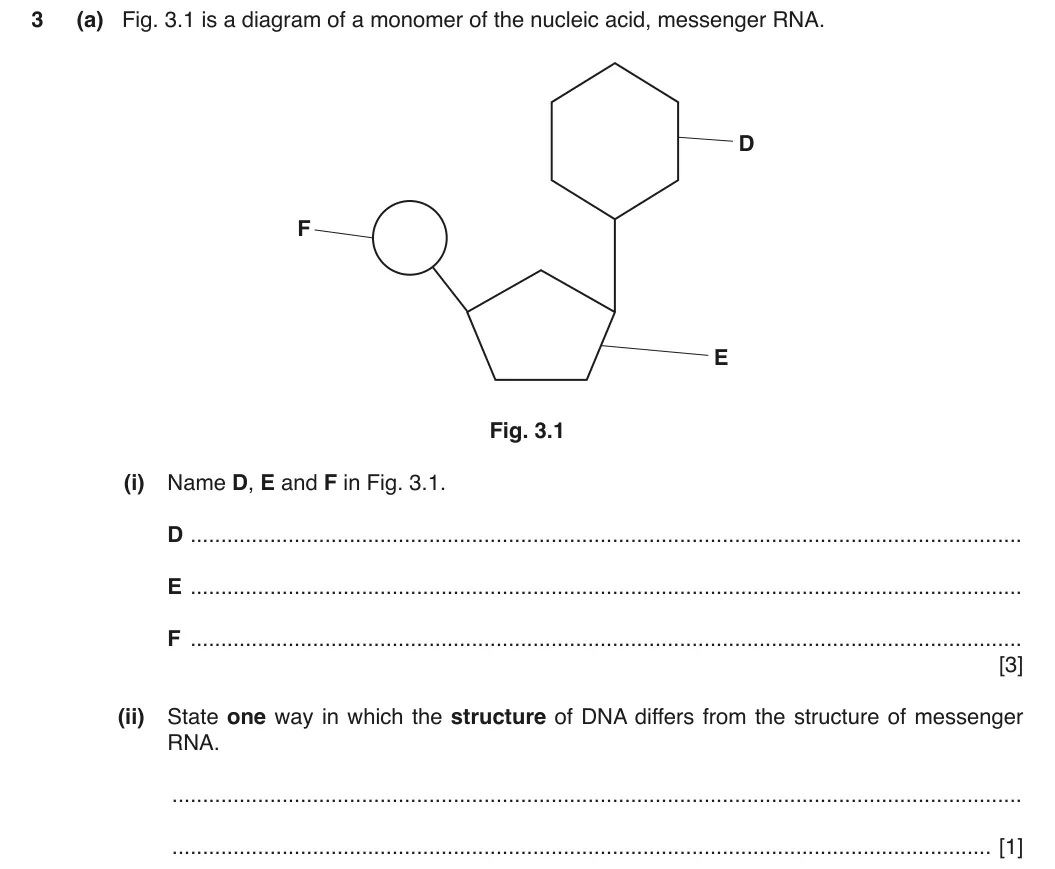 3 (a) Fig. 3.1 is a diagram of a monomer of the nucleic acid, messenger RNA.
D
F
E
Fig. 3.1
(i) Name D, E and F in Fig. 3.1.
D ..........................................................................................................................................
E ..........................................................................................................................................
F ..........................................................................................................................................
[3]
(ii) State one way in which the structure of DNA differs from the structure of messenger
RNA.
..........................................................................................................................................
.................................................................................................................................... [1]